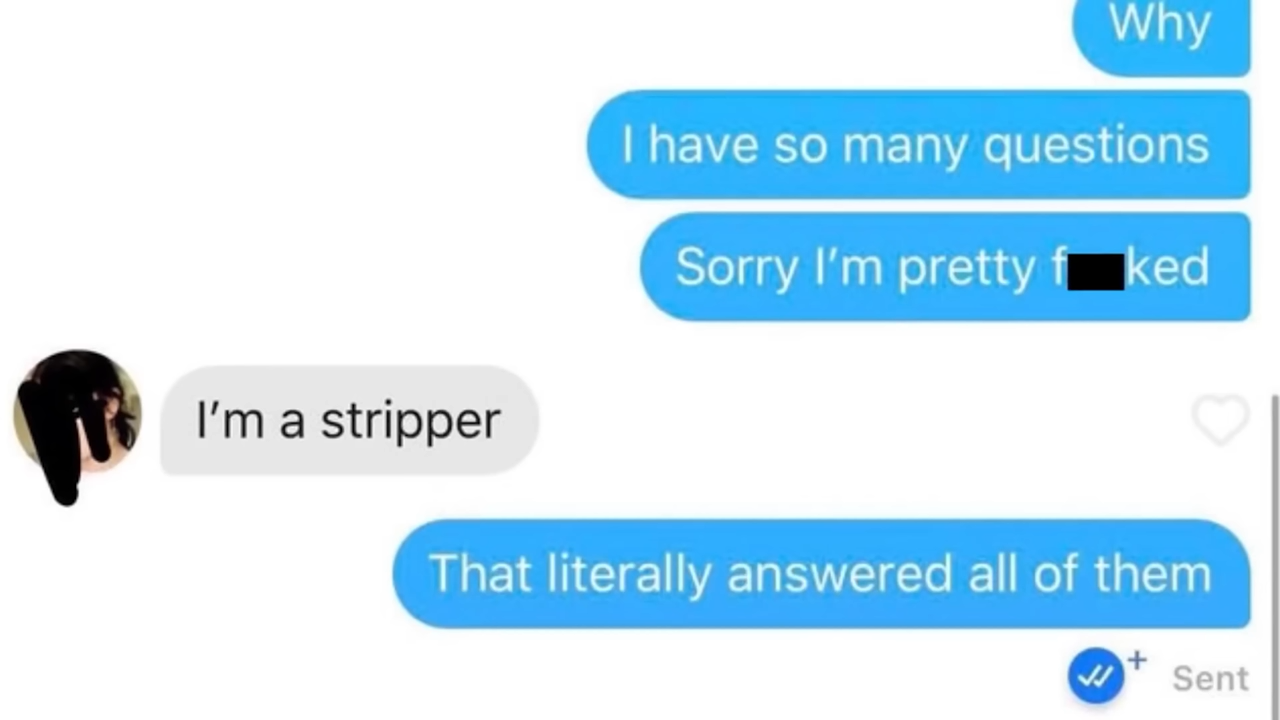 Why
I have so many questions
Sorry I'm pretty f ked
I'm a stripper
That literally answered all of them
Sent